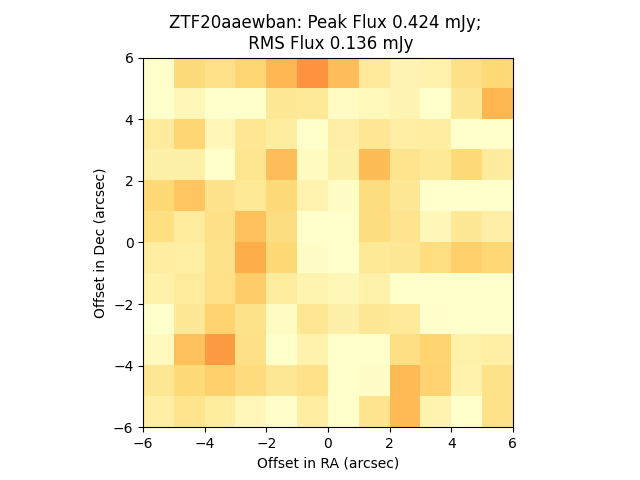 ZTF20aaewban: Peak Flux 0.424 mJy;
RMS Flux 0.136 mJy
6
4
2
0
−2
−4
−6
Offset in Dec (arcsec)
−6 −4 −2 0 2 4 6
Offset in RA (arcsec)